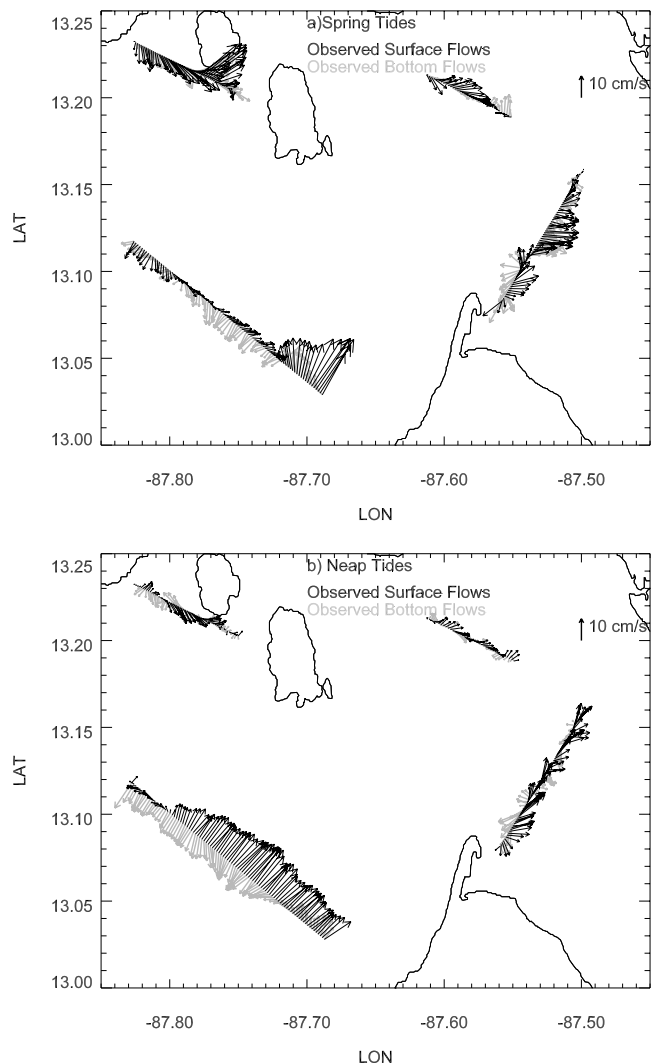 a)Spring Tides
Observed Surface Flows
Observed Bottom Flows
10 cm/s
13.25
13.20
13.15
13.10
13.05
13.00
LAT
-87.80
-87.70
-87.60
-87.50
LON
b) Neap Tides
Observed Surface Flows
Observed Bottom Flows
10 cm/s
13.25
13.20
13.15
13.10
13.05
13.00
LAT
-87.80
-87.70
-87.60
-87.50
LON